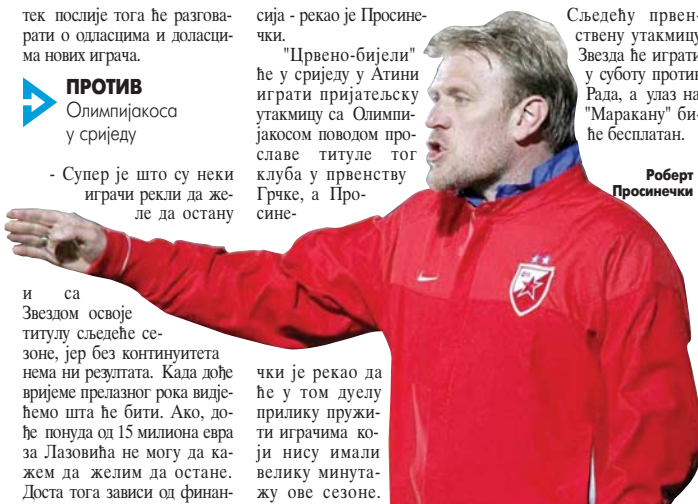 тек послије тога ће разгова-
рати о одласцима и доласци-
ма нових играча.
ПРОТИВ
Олимпијакоса
у сриједу
- Супер је што су неки
играчи рекли да же-
ле да остану
и са
Звездом освоје
титулу сљедеће се-
зоне, јер без континуитета
нема ни резултата. Када дође
вријеме прелазног рока видје-
ћемо шта ће бити. Ако, до-
ђе понуда од 15 милиона евра
за Лазовића не могу да ка-
жем да желим да остане.
Доста тога зависи од финан-
сија - рекао је Просине-
чки.
"Црвено-бијели"
ће у сриједу у Атини
играти пријатељску
утакмицу са Олимпи-
јакосом поводом про-
славе титуле тог
клуба у првенству
Грчке, а Про-
сине-
чки је рекао да
ће у том дуелу
прилику пружи-
ти играчима ко-
ји нису имали
велику минута-
жу ове сезоне.
Сљедећу првен-
ствену утакмицу
Звезда ће играти
у суботу против
Рада, а улаз на
"Маракану" би-
ће бесплатан.
Роберт
Просинечки